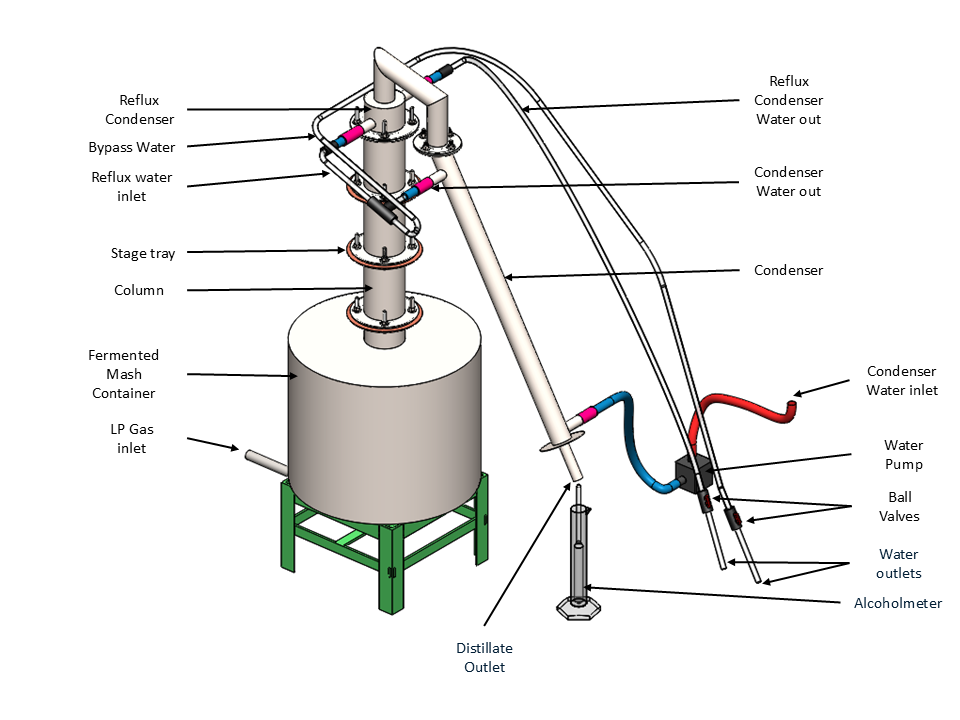 Reflux
Condenser
Bypass Water
Reflux water
inlet
Stage tray
Column
Fermented
Mash
Container
LP Gas
inlet
Reflux
Condenser
Water out
Condenser
Water out
Condenser
Condenser
Water inlet
Water
Pump
Ball
Valves
Water
outlets
Alcoholmeter
Distillate
Outlet